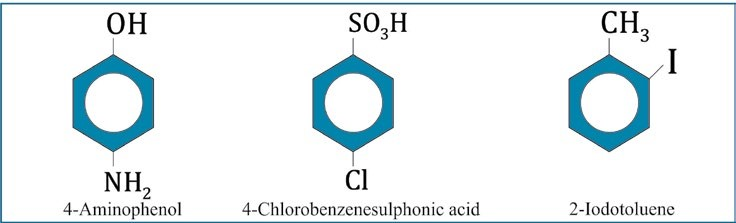 OH
NH₂
4-Aminophenol
SO₃H
Cl
4-Chlorobenzenesulphonic acid
CH₃
I
2-Iodotoluene